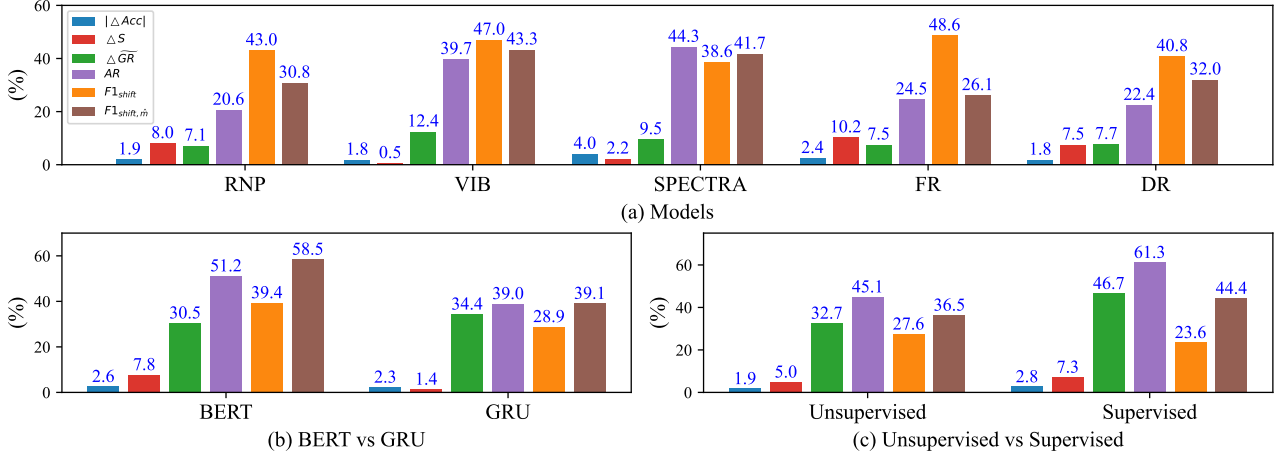 60
40
20
0
(%)
|△Acc|
△S
△G͠R
AR
F1shift
F1shift, m̂
1.9 8.0 7.1 20.6 43.0 30.8
1.8 0.5 12.4 39.7 47.0 43.3
4.0 2.2 9.5 44.3 38.6 41.7
2.4 10.2 7.5 24.5 48.6 26.1
1.8 7.5 7.7 22.4 40.8 32.0
RNP VIB SPECTRA FR DR
(a) Models
60
40
20
0
(%)
2.6 7.8 30.5 51.2 39.4 58.5
2.3 1.4 34.4 39.0 28.9 39.1
BERT GRU
(b) BERT vs GRU
60
40
20
0
(%)
1.9 5.0 32.7 45.1 27.6 36.5
2.8 7.3 46.7 61.3 23.6 44.4
Unsupervised Supervised
(c) Unsupervised vs Supervised